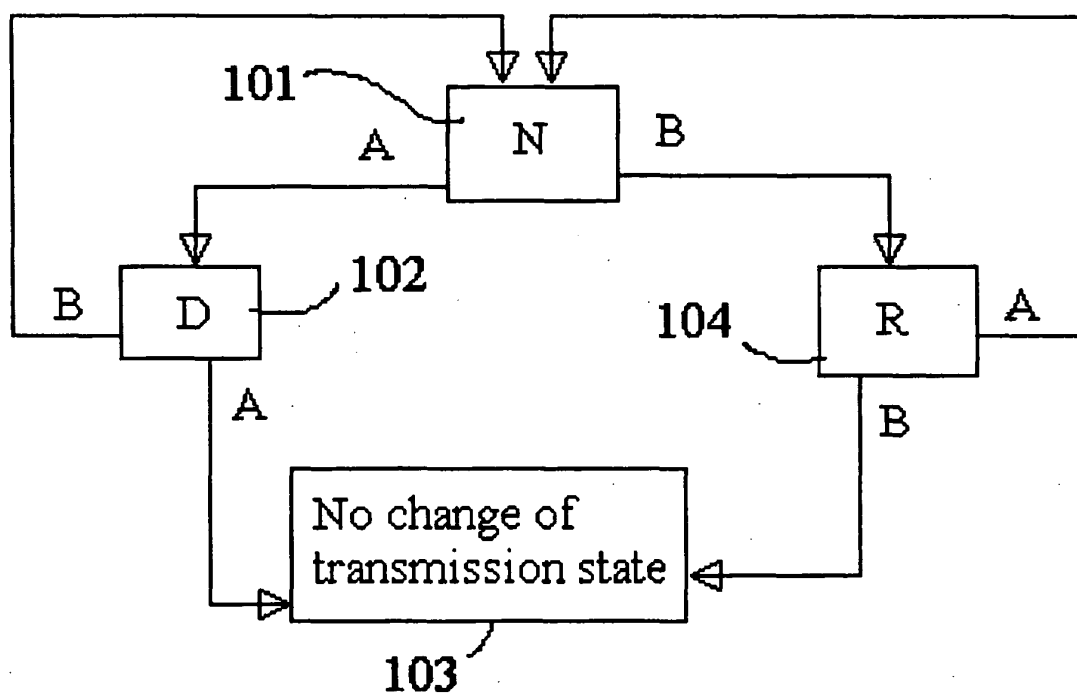 101
N
A
B
102
D
B
A
104
R
A
B
No change of
transmission state
103